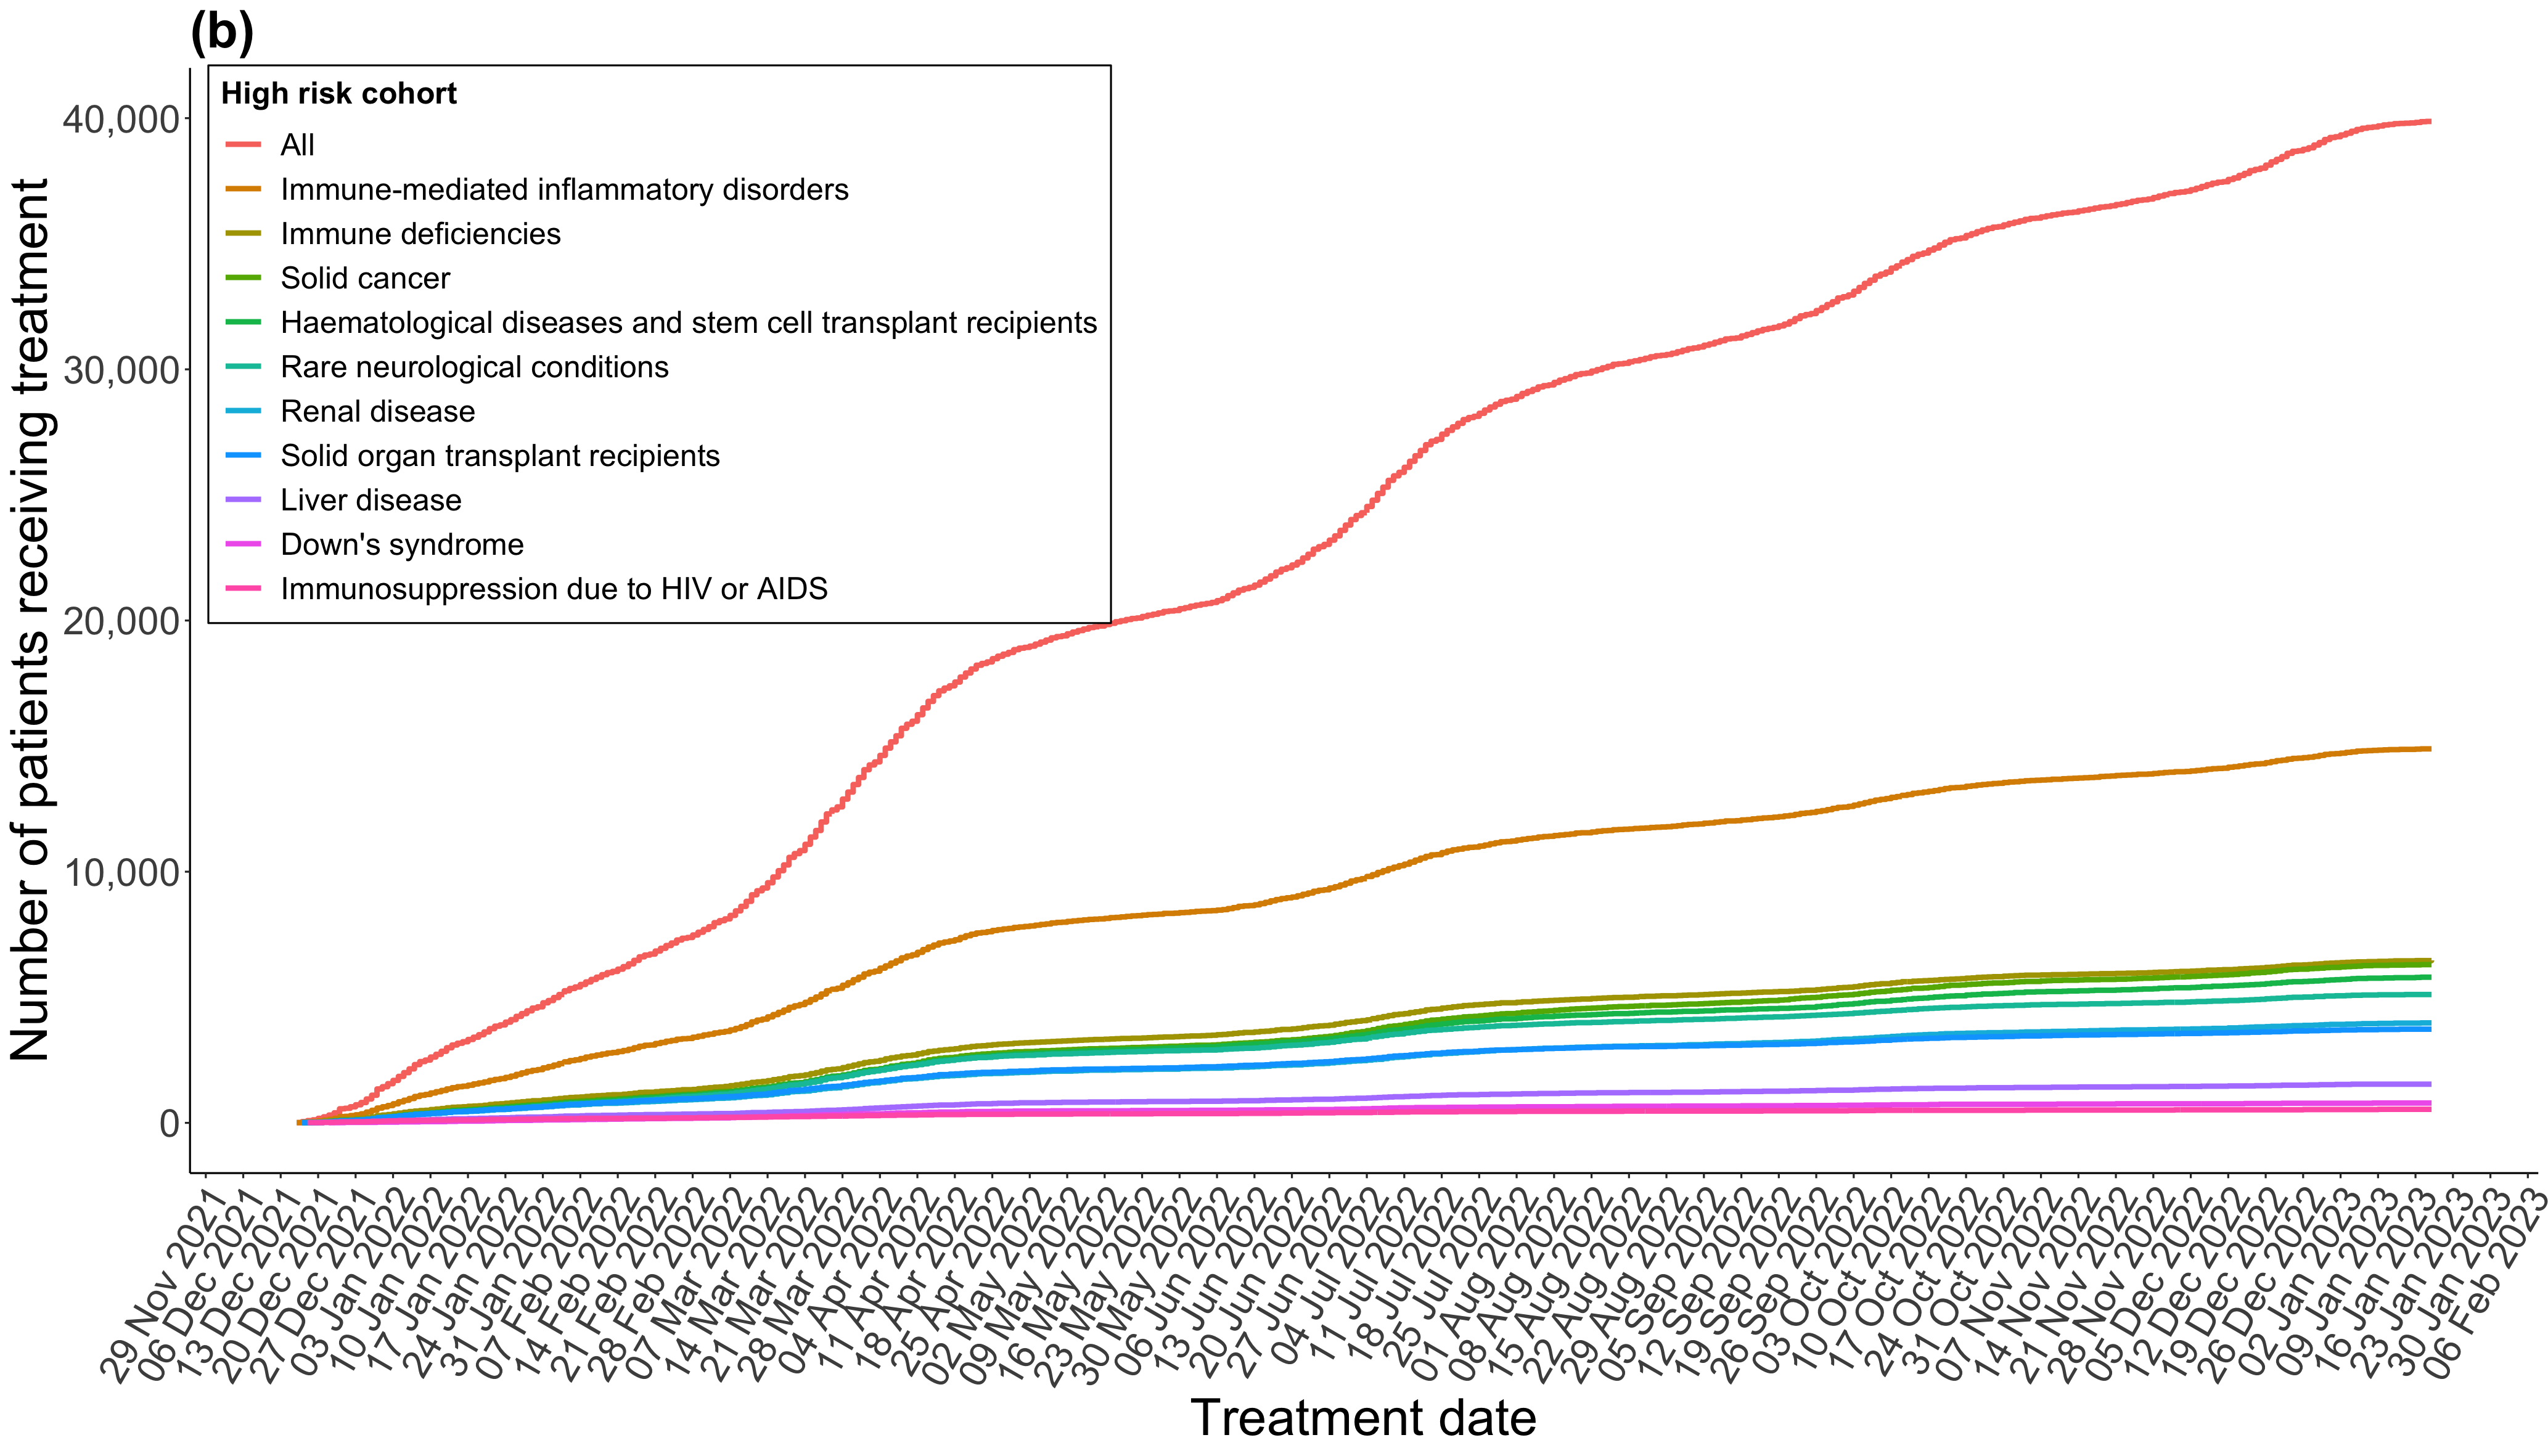 (b)
High risk cohort
All
Immune-mediated inflammatory disorders
Immune deficiencies
Solid cancer
Haematological diseases and stem cell transplant recipients
Rare neurological conditions
Renal disease
Solid organ transplant recipients
Liver disease
Down's syndrome
Immunosuppression due to HIV or AIDS
Number of patients receiving treatment
40,000
30,000
20,000
10,000
0
29 Nov 2021
06 Dec 2021
13 Dec 2021
20 Dec 2021
27 Dec 2021
03 Jan 2022
10 Jan 2022
17 Jan 2022
24 Jan 2022
31 Jan 2022
07 Feb 2022
14 Feb 2022
21 Feb 2022
28 Feb 2022
07 Mar 2022
14 Mar 2022
21 Mar 2022
28 Mar 2022
04 Apr 2022
11 Apr 2022
18 Apr 2022
25 Apr 2022
02 May 2022
09 May 2022
16 May 2022
23 May 2022
30 May 2022
06 Jun 2022
13 Jun 2022
20 Jun 2022
27 Jun 2022
04 Jul 2022
11 Jul 2022
18 Jul 2022
25 Jul 2022
01 Aug 2022
08 Aug 2022
15 Aug 2022
22 Aug 2022
29 Aug 2022
05 Sep 2022
12 Sep 2022
19 Sep 2022
26 Sep 2022
03 Oct 2022
10 Oct 2022
17 Oct 2022
24 Oct 2022
31 Oct 2022
07 Nov 2022
14 Nov 2022
21 Nov 2022
28 Nov 2022
05 Dec 2022
12 Dec 2022
19 Dec 2022
26 Dec 2022
02 Jan 2023
09 Jan 2023
16 Jan 2023
23 Jan 2023
30 Jan 2023
06 Feb 2023
Treatment date